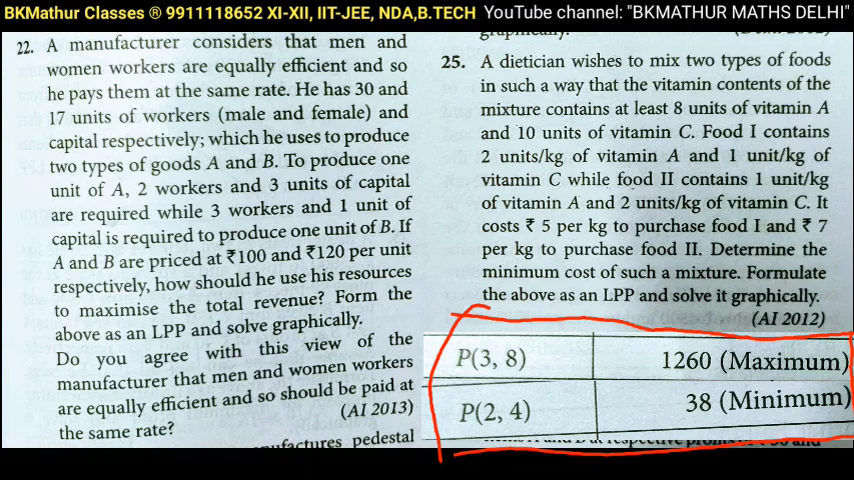 BKMathur Classes ® 9911118652 XI-XII, IIT-JEE, NDA,B.TECH YouTube channel: "BKMATHUR MATHS DELHI"
22. A manufacturer considers that men and
women workers are equally efficient and so
he pays them at the same rate. He has 30 and
17 units of workers (male and female) and
capital respectively; which he uses to produce
two types of goods A and B. To produce one
unit of A, 2 workers and 3 units of capital
are required while 3 workers and 1 unit of
capital is required to produce one unit of B. If
A and B are priced at ₹100 and ₹120 per unit
respectively, how should he use his resources
to maximise the total revenue? Form the
above as an LPP and solve graphically.
Do you agree with this view of the
manufacturer that men and women workers
are equally efficient and so should be paid at
the same rate? (AI 2013)
25. A dietician wishes to mix two types of foods
in such a way that the vitamin contents of the
mixture contains at least 8 units of vitamin A
and 10 units of vitamin C. Food I contains
2 units/kg of vitamin A and 1 unit/kg of
vitamin C while food II contains 1 unit/kg
of vitamin A and 2 units/kg of vitamin C. It
costs ₹ 5 per kg to purchase food I and ₹ 7
per kg to purchase food II. Determine the
minimum cost of such a mixture. Formulate
the above as an LPP and solve it graphically.
(AI 2012)
P(3, 8) 1260 (Maximum)
P(2, 4) 38 (Minimum)
pedestal